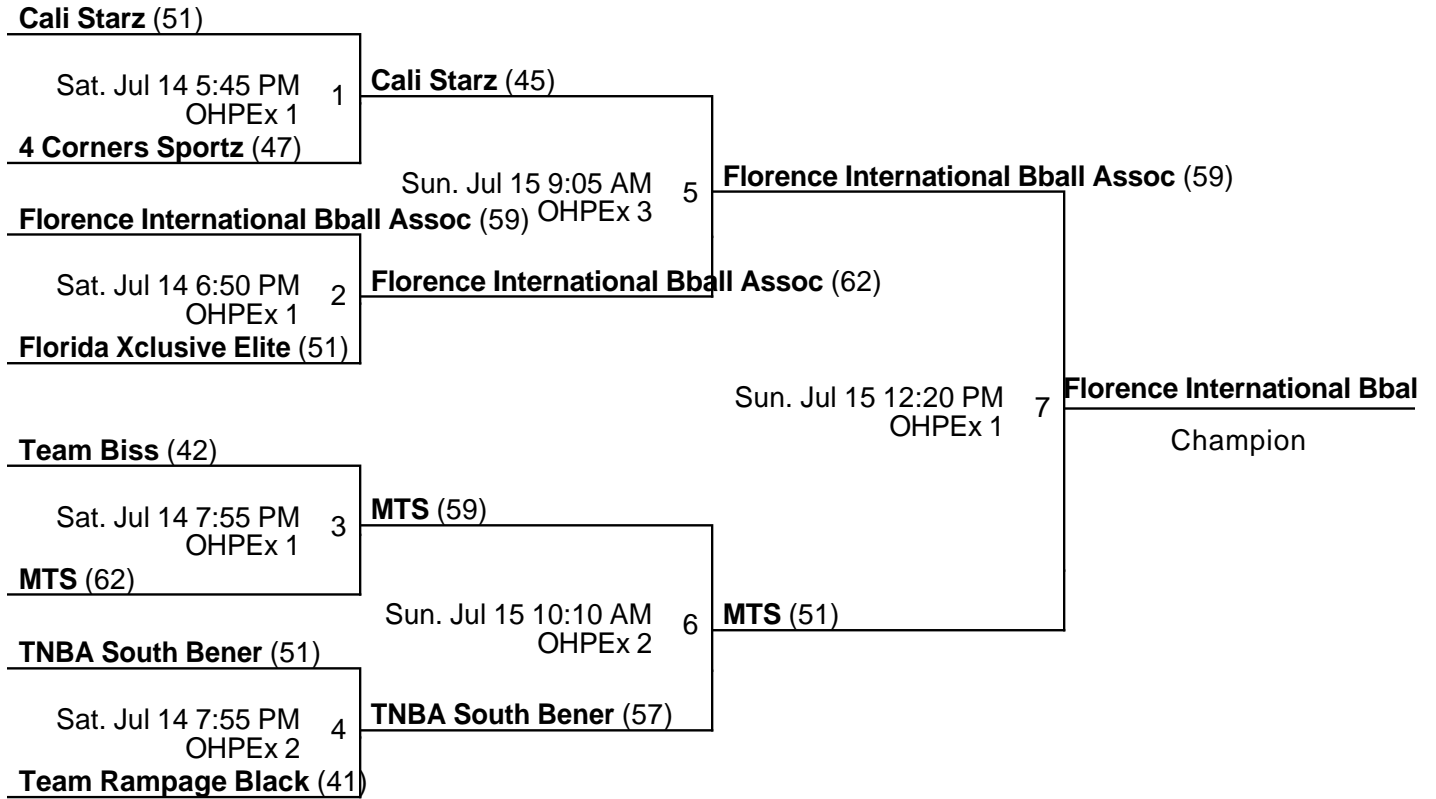 Cali Starz (51)
Sat. Jul 14 5:45 PM
OHPEx 1
1
4 Corners Sportz (47)
Cali Starz (45)
Sun. Jul 15 9:05 AM
OHPEx 3
5
Florence International Bball Assoc (59)
Sat. Jul 14 6:50 PM
OHPEx 1
2
Florida Xclusive Elite (51)
Florence International Bball Assoc (62)
Florence International Bball Assoc (59)
Sun. Jul 15 12:20 PM
OHPEx 1
7
Florence International Bbal
Champion
Team Biss (42)
Sat. Jul 14 7:55 PM
OHPEx 1
3
MTS (62)
MTS (59)
Sun. Jul 15 10:10 AM
OHPEx 2
6
MTS (51)
TNBA South Bener (51)
Sat. Jul 14 7:55 PM
OHPEx 2
4
Team Rampage Black (41)
TNBA South Bener (57)